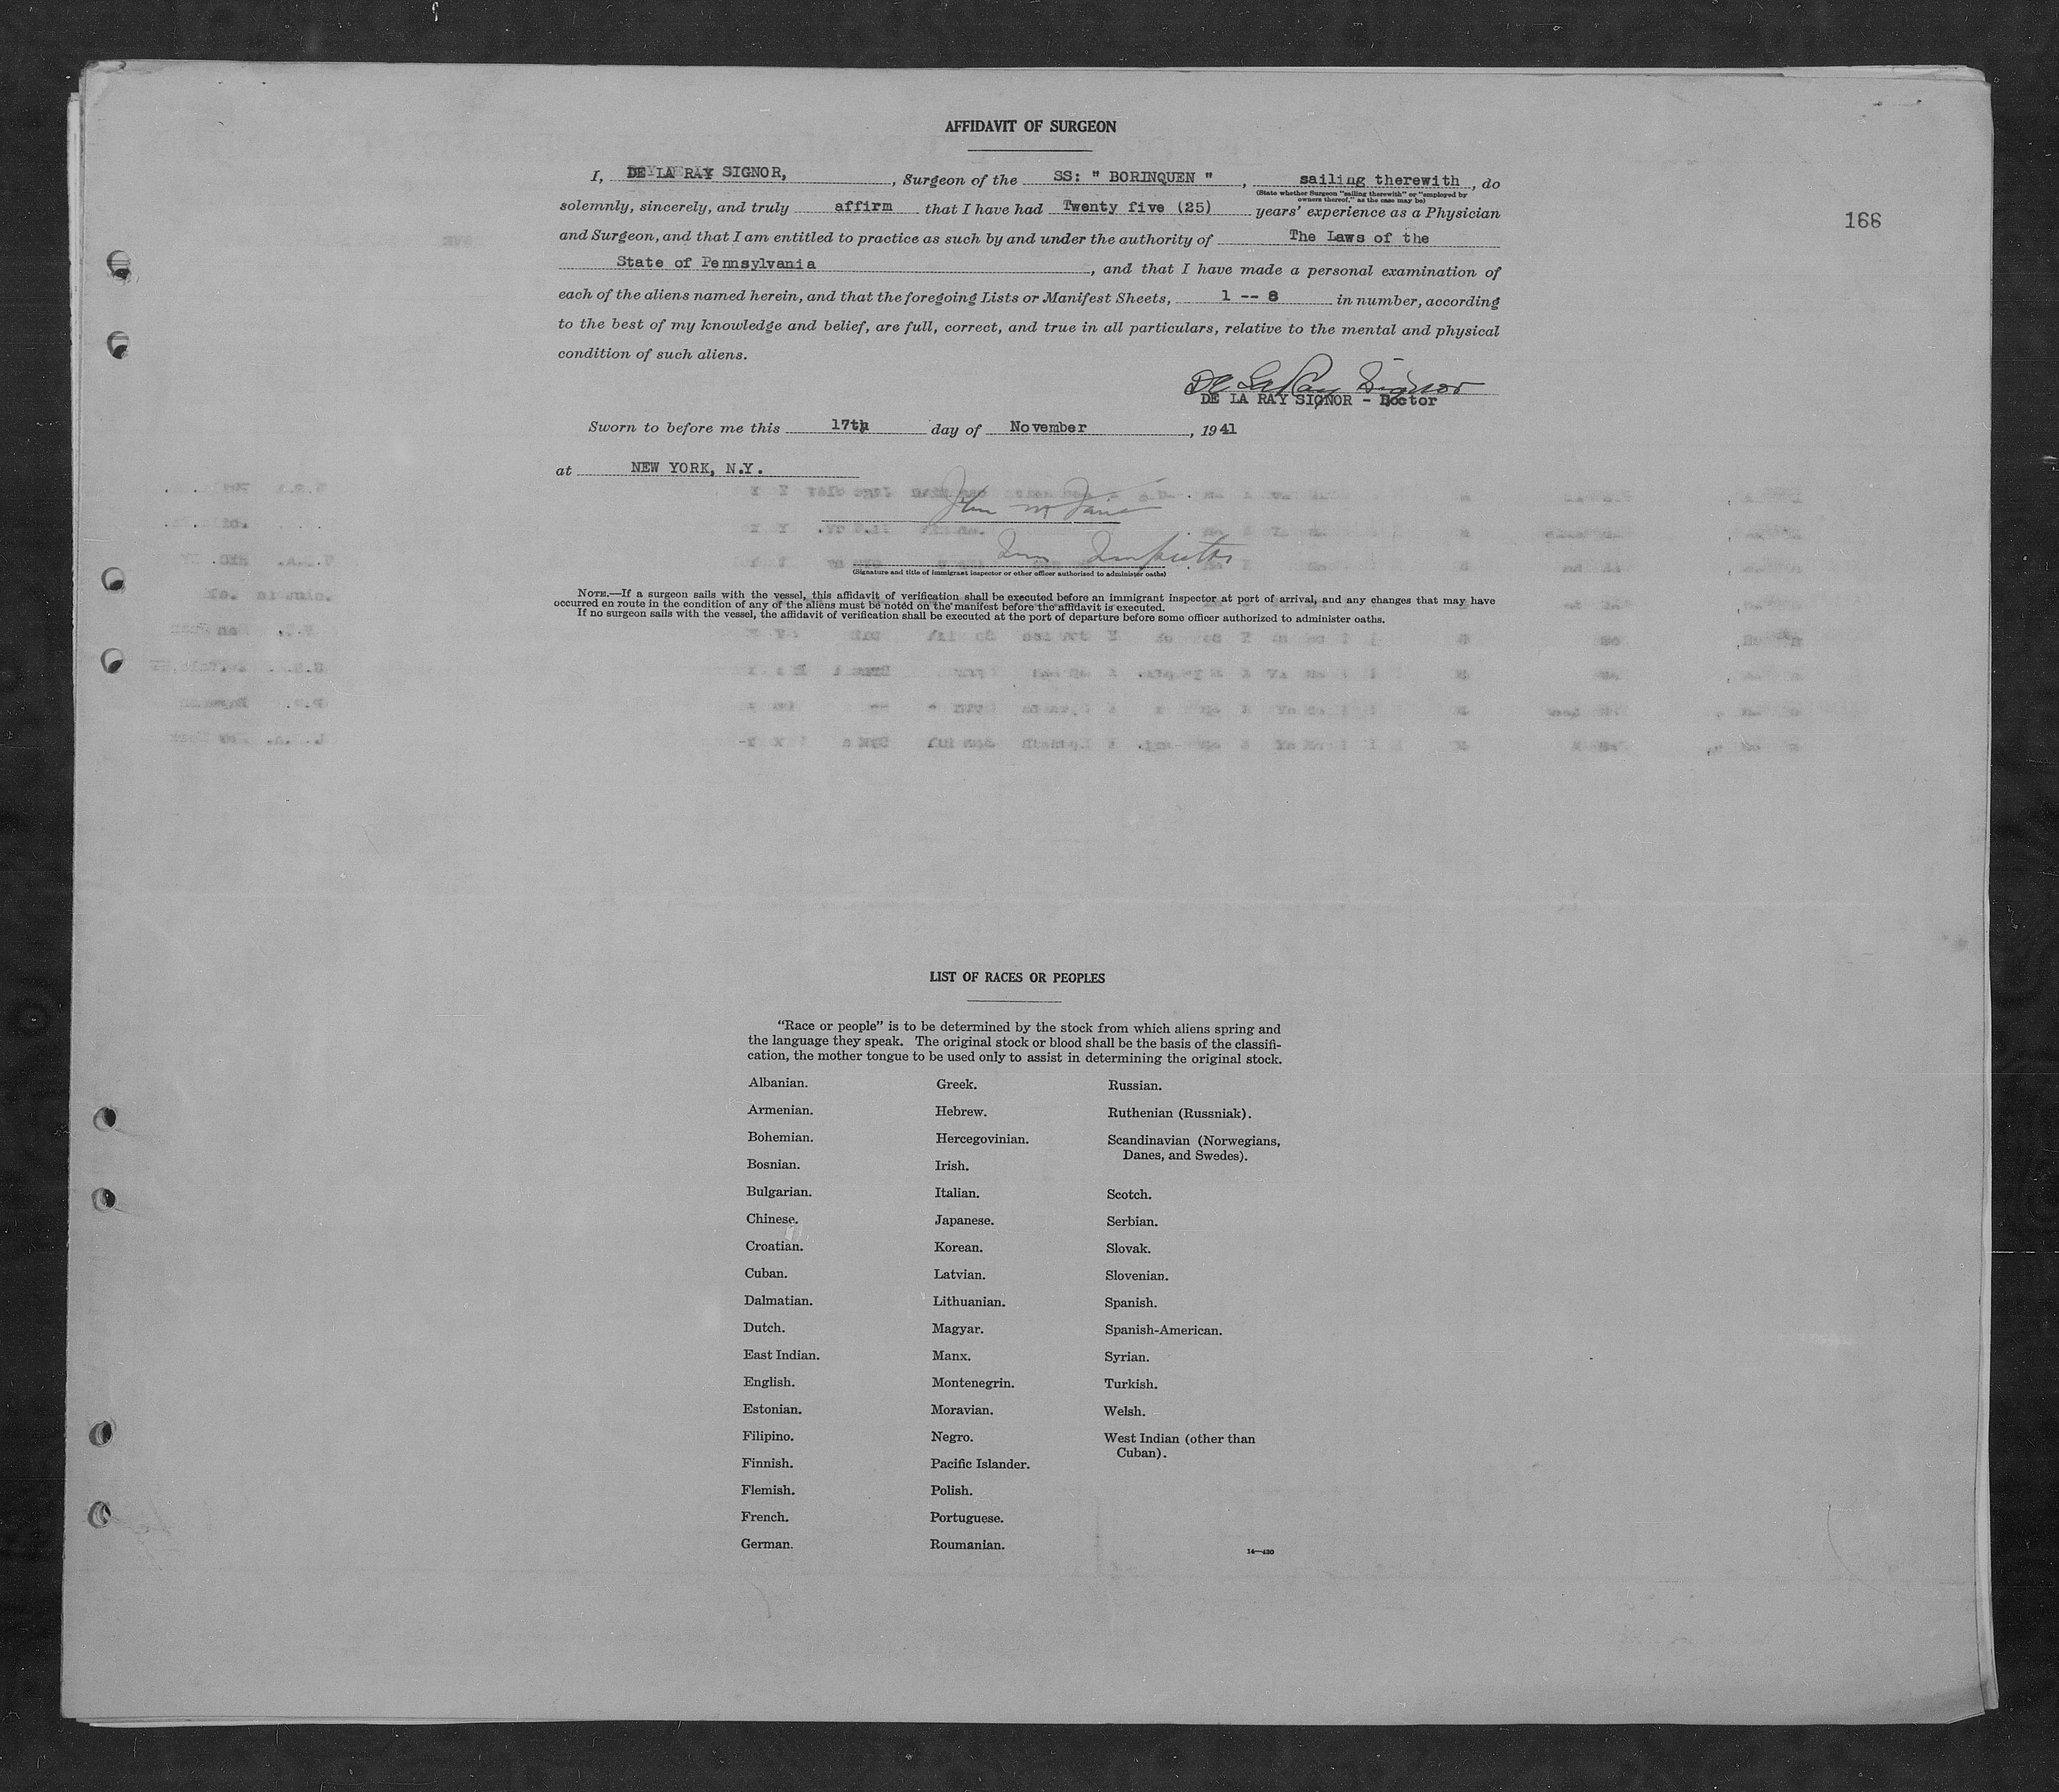 AFFIDAVIT OF SURGEON
I, DE LA RAY SIGNOR, , Surgeon of the SS: " BORINQUEN " , sailing therewith , do
(State whether Surgeon "sailing therewith" or "employed by
owners thereof," as the case may be)
solemnly, sincerely, and truly affirm that I have had Twenty five (25) years' experience as a Physician
166
and Surgeon, and that I am entitled to practice as such by and under the authority of The Laws of the
State of Pennsylvania , and that I have made a personal examination of
each of the aliens named herein, and that the foregoing Lists or Manifest Sheets, 1 -- 8 in number, according
to the best of my knowledge and belief, are full, correct, and true in all particulars, relative to the mental and physical
condition of such aliens.
De La Ray Signor
DE LA RAY SIGNOR - Doctor
Sworn to before me this 17th day of November , 1941
at NEW YORK, N.Y.
John
(Signature and title of immigrant inspector or other officer authorized to administer oaths)
NOTE.—If a surgeon sails with the vessel, this affidavit of verification shall be executed before an immigrant inspector at port of arrival, and any changes that may have
occurred en route in the condition of any of the aliens must be noted on the manifest before the affidavit is executed.
If no surgeon sails with the vessel, the affidavit of verification shall be executed at the port of departure before some officer authorized to administer oaths.
LIST OF RACES OR PEOPLES
"Race or people" is to be determined by the stock from which aliens spring and
the language they speak. The original stock or blood shall be the basis of the classifi-
cation, the mother tongue to be used only to assist in determining the original stock.
Albanian.
Armenian.
Bohemian.
Bosnian.
Bulgarian.
Chinese.
Croatian.
Cuban.
Dalmatian.
Dutch.
East Indian.
English.
Estonian.
Filipino.
Finnish.
Flemish.
French.
German.
Greek.
Hebrew.
Hercegovinian.
Irish.
Italian.
Japanese.
Korean.
Latvian.
Lithuanian.
Magyar.
Manx.
Montenegrin.
Moravian.
Negro.
Pacific Islander.
Polish.
Portuguese.
Roumanian.
Russian.
Ruthenian (Russniak).
Scandinavian (Norwegians,
Danes, and Swedes).
Scotch.
Serbian.
Slovak.
Slovenian.
Spanish.
Spanish-American.
Syrian.
Turkish.
Welsh.
West Indian (other than
Cuban).
14—430